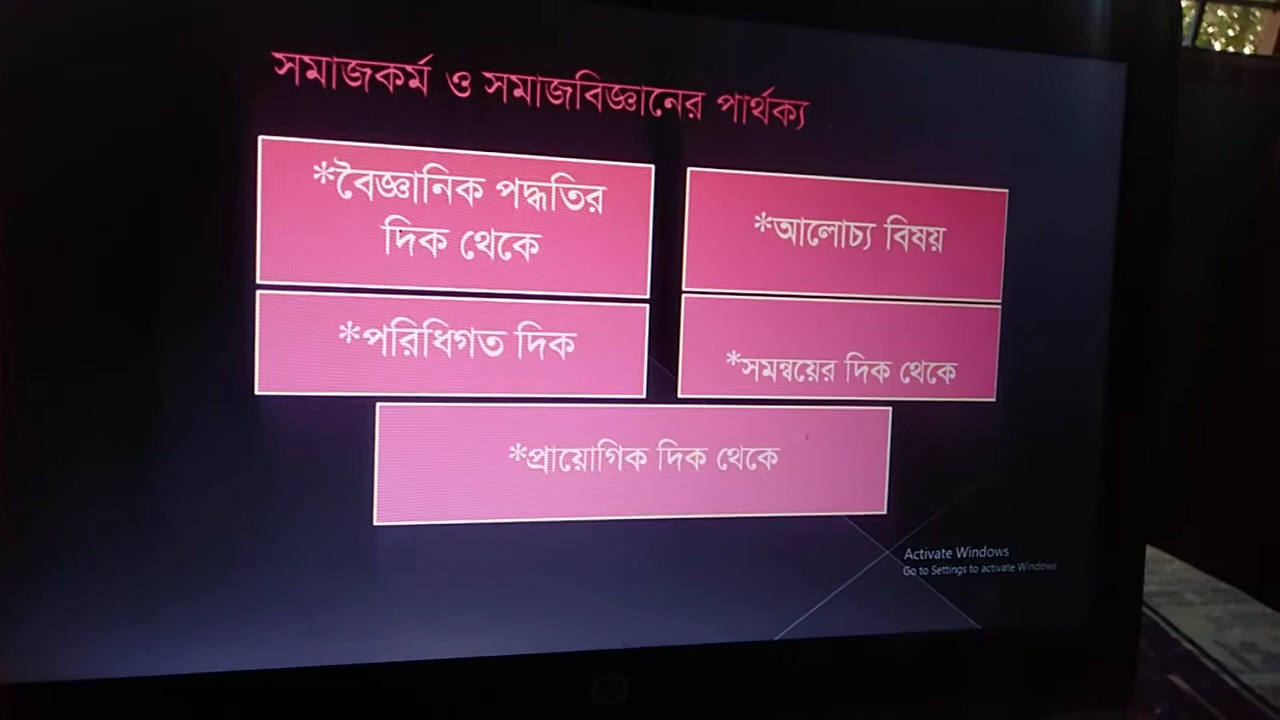 সমাজকর্ম ও সমাজবিজ্ঞানের পার্থক্য
*বৈজ্ঞানিক পদ্ধতির
দিক থেকে
*আলোচ্য বিষয়
*পরিধিগত দিক
*সমন্বয়ের দিক থেকে
*প্রায়োগিক দিক থেকে
Activate Windows
Go to Settings to activate Windows.